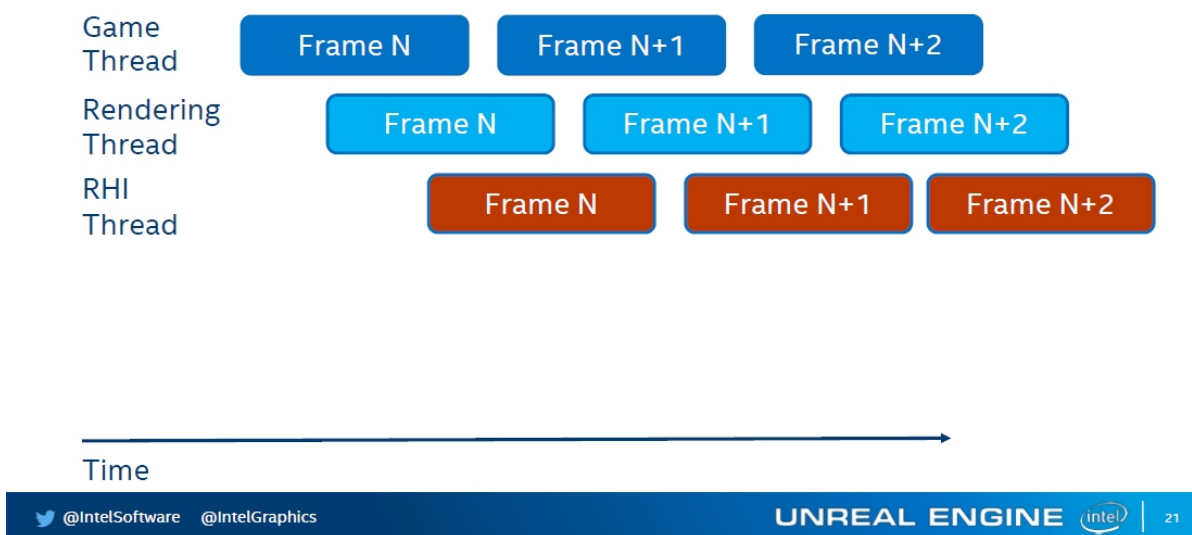 Game
Thread
Frame N
Frame N+1
Frame N+2
Rendering
Thread
Frame N
Frame N+1
Frame N+2
RHI
Thread
Frame N
Frame N+1
Frame N+2
Time
@IntelSoftware @IntelGraphics
UNREAL ENGINE
intel
21